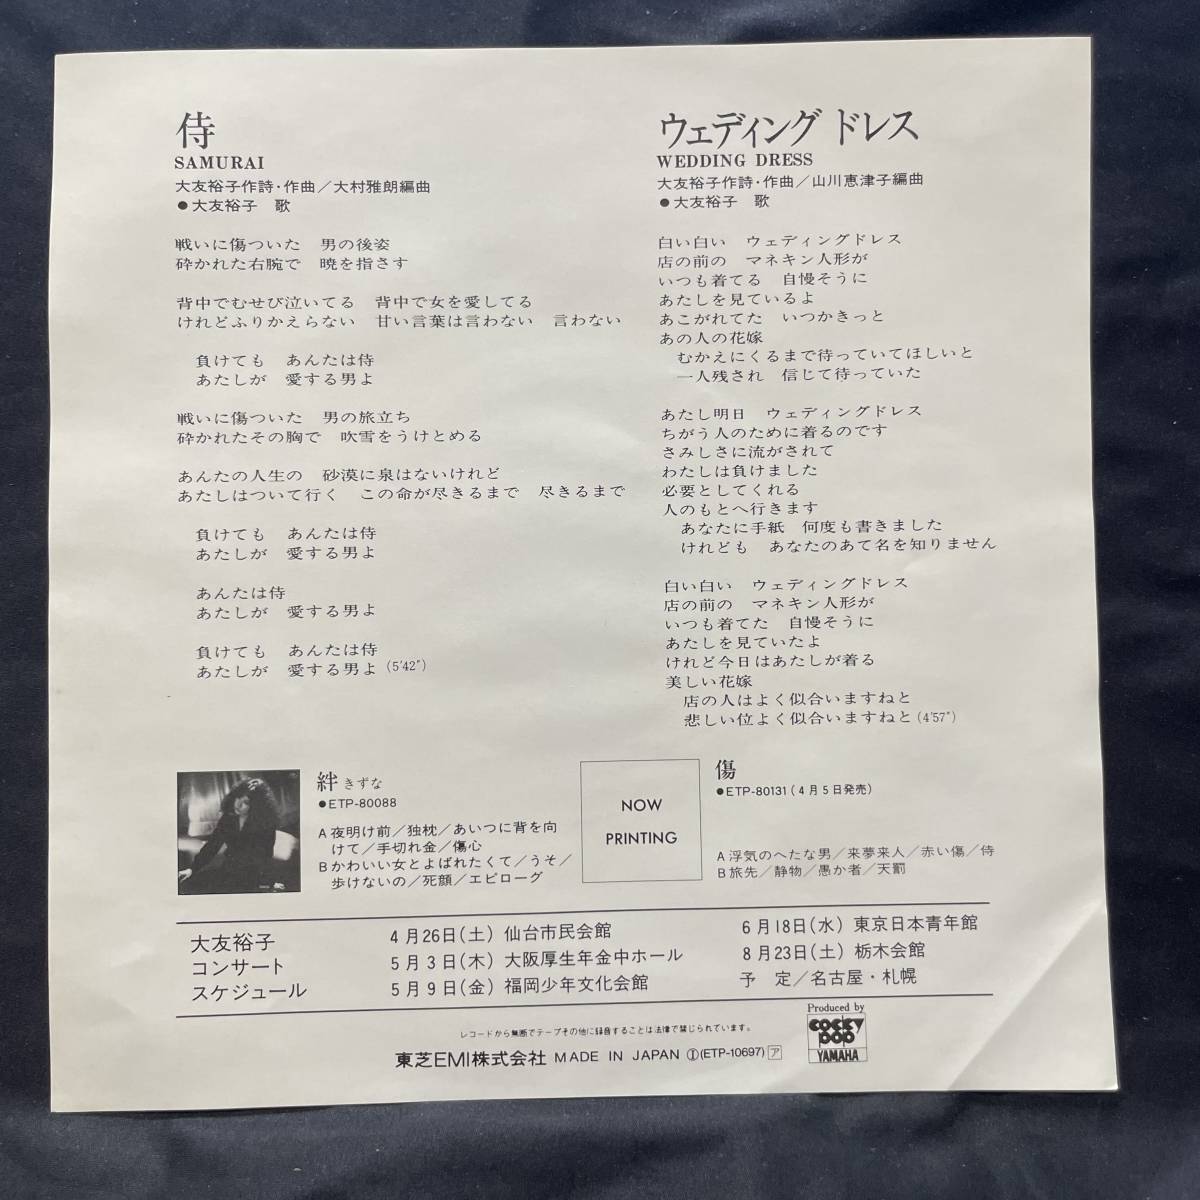 侍
SAMURAI
大友裕子作詩・作曲／大村雅朗編曲
●大友裕子　歌
戦いに傷ついた　男の後姿
砕かれた右腕で　暁を指さす
背中でむせび泣いてる　背中で女を愛してる
けれどふりかえらない　甘い言葉は言わない　言わない
負けても　あんたは侍
あたしが　愛する男よ
戦いに傷ついた　男の旅立ち
砕かれたその胸で　吹雪をうけとめる
あんたの人生の　砂漠に泉はないけれど
あたしはついて行く　この命が尽きるまで　尽きるまで
負けても　あんたは侍
あたしが　愛する男よ
あんたは侍
あたしが　愛する男よ
負けても　あんたは侍
あたしが　愛する男よ(5'42")
ウェディング ドレス
WEDDING DRESS
大友裕子作詩・作曲／山川恵津子編曲
●大友裕子　歌
白い白い　ウェディングドレス
店の前の　マネキン人形が
いつも着てる　自慢そうに
あたしを見ているよ
あこがれてた　いつかきっと
あの人の花嫁
むかえにくるまで待っていてほしいと
一人残され　信じて待っていた
あたし明日　ウェディングドレス
ちがう人のために着るのです
さみしさに流がされて
わたしは負けました
必要としてくれる
人のもとへ行きます
あなたに手紙　何度も書きました
けれども　あなたのあて名を知りません
白い白い　ウェディングドレス
店の前の　マネキン人形が
いつも着てた　自慢そうに
あたしを見ていたよ
けれど今日はあたしが着る
美しい花嫁
店の人はよく似合いますねと
悲しい位よく似合いますねと(4'57")
絆 きずな
●ETP-80088
A 夜明け前／独枕／あいつに背を向
けて／手切れ金／傷心
B かわいい女とよばれたくて／うそ／
歩けないの／死顔／エピローグ
NOW
PRINTING
傷
●ETP-80131(4月5日発売)
A 浮気のへたな男／来夢来人／赤い傷／侍
B 旅先／静物／愚か者／天罰
大友裕子
コンサート
スケジュール
4月26日(土) 仙台市民会館
5月3日(木) 大阪厚生年金中ホール
5月9日(金) 福岡少年文化会館
6月18日(水) 東京日本青年館
8月23日(土) 栃木会館
予　定／名古屋・札幌
レコードから無断でテープその他に録音することは法律で禁じられています。
東芝EMI株式会社 MADE IN JAPAN Ⓘ(ETP-10697)ア
Produced by
cocky
pop
YAMAHA